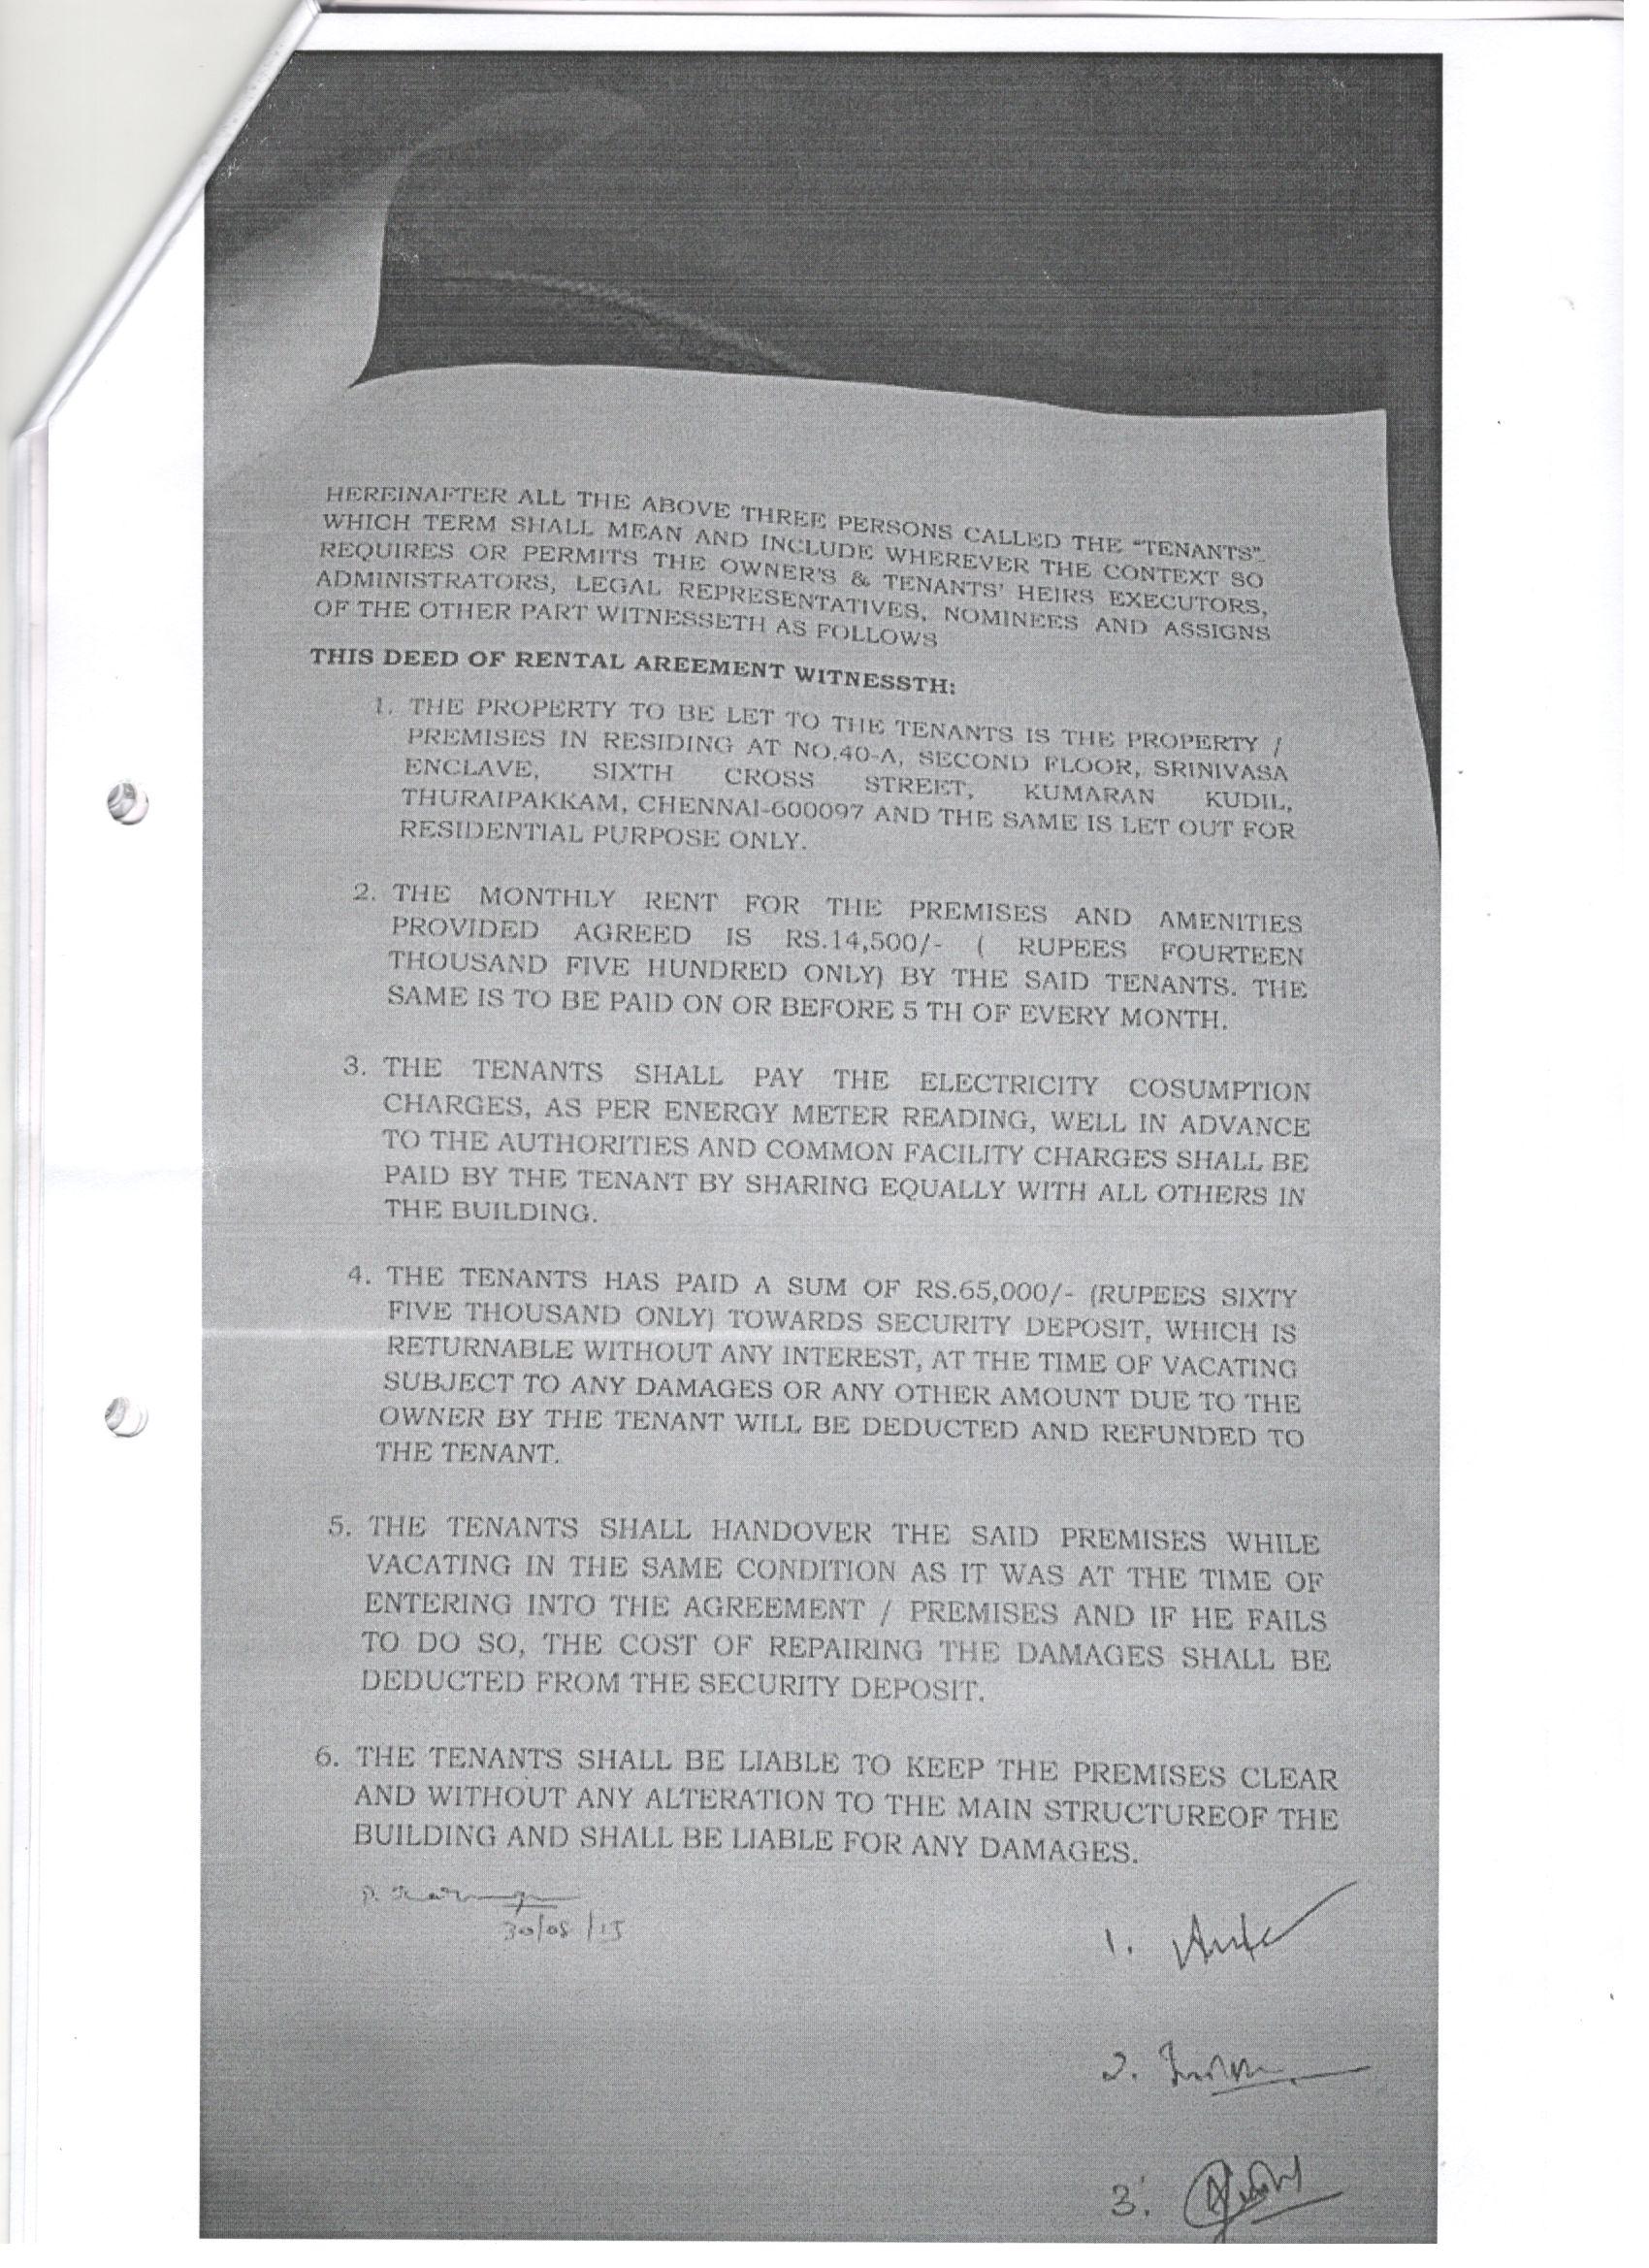 HEREINAFTER ALL THE ABOVE THREE PERSONS CALLED THE "TENANTS".
WHICH TERM SHALL MEAN AND INCLUDE WHEREVER THE CONTEXT SO
REQUIRES OR PERMITS THE OWNER'S & TENANTS' HEIRS EXECUTORS,
ADMINISTRATORS, LEGAL REPRESENTATIVES, NOMINEES AND ASSIGNS
OF THE OTHER PART WITNESSETH AS FOLLOWS
THIS DEED OF RENTAL AREEMENT WITNESSTH:
1. THE PROPERTY TO BE LET TO THE TENANTS IS THE PROPERTY /
PREMISES IN RESIDING AT NO.40-A, SECOND FLOOR, SRINIVASA
ENCLAVE, SIXTH CROSS STREET, KUMARAN KUDIL,
THURAIPAKKAM, CHENNAI-600097 AND THE SAME IS LET OUT FOR
RESIDENTIAL PURPOSE ONLY.
2. THE MONTHLY RENT FOR THE PREMISES AND AMENITIES
PROVIDED AGREED IS RS.14,500/- ( RUPEES FOURTEEN
THOUSAND FIVE HUNDRED ONLY) BY THE SAID TENANTS. THE
SAME IS TO BE PAID ON OR BEFORE 5 TH OF EVERY MONTH.
3. THE TENANTS SHALL PAY THE ELECTRICITY COSUMPTION
CHARGES, AS PER ENERGY METER READING, WELL IN ADVANCE
TO THE AUTHORITIES AND COMMON FACILITY CHARGES SHALL BE
PAID BY THE TENANT BY SHARING EQUALLY WITH ALL OTHERS IN
THE BUILDING.
4. THE TENANTS HAS PAID A SUM OF RS.65,000/- (RUPEES SIXTY
FIVE THOUSAND ONLY) TOWARDS SECURITY DEPOSIT, WHICH IS
RETURNABLE WITHOUT ANY INTEREST, AT THE TIME OF VACATING
SUBJECT TO ANY DAMAGES OR ANY OTHER AMOUNT DUE TO THE
OWNER BY THE TENANT WILL BE DEDUCTED AND REFUNDED TO
THE TENANT.
5. THE TENANTS SHALL HANDOVER THE SAID PREMISES WHILE
VACATING IN THE SAME CONDITION AS IT WAS AT THE TIME OF
ENTERING INTO THE AGREEMENT / PREMISES AND IF HE FAILS
TO DO SO, THE COST OF REPAIRING THE DAMAGES SHALL BE
DEDUCTED FROM THE SECURITY DEPOSIT.
6. THE TENANTS SHALL BE LIABLE TO KEEP THE PREMISES CLEAR
AND WITHOUT ANY ALTERATION TO THE MAIN STRUCTUREOF THE
BUILDING AND SHALL BE LIABLE FOR ANY DAMAGES.
30/08/15
1.
2.
3.